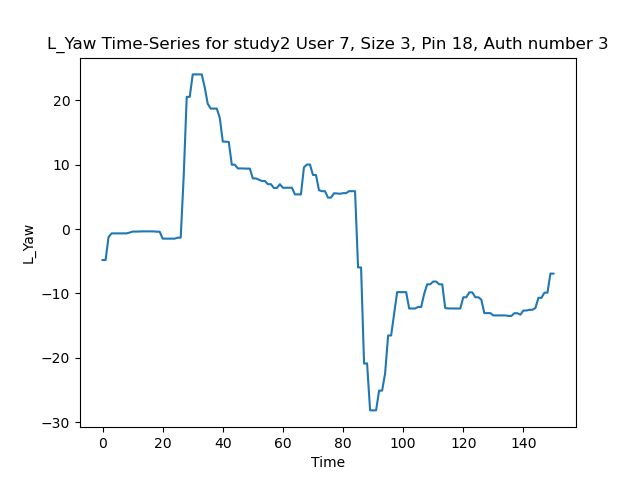 L_Yaw Time-Series for study2 User 7, Size 3, Pin 18, Auth number 3
20
10
0
−10
−20
−30
L_Yaw
0 20 40 60 80 100 120 140
Time